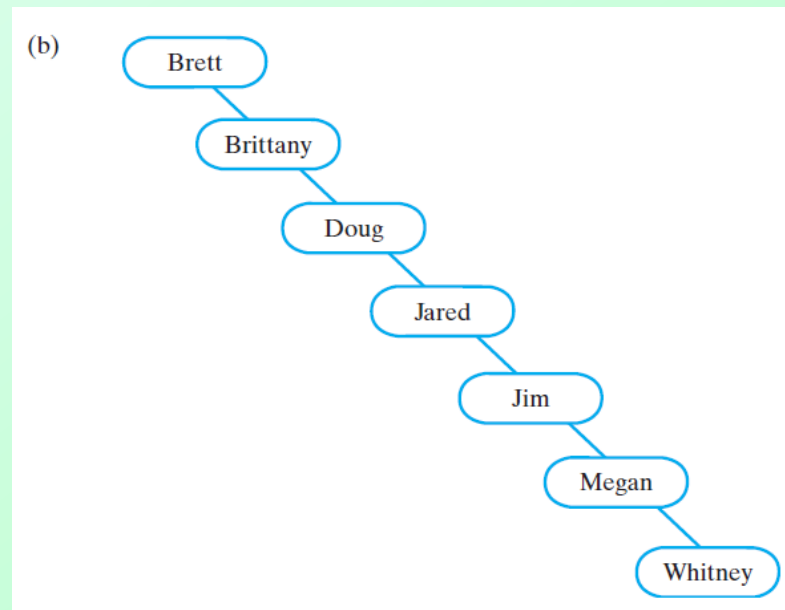 (b)
Brett
Brittany
Doug
Jared
Jim
Megan
Whitney